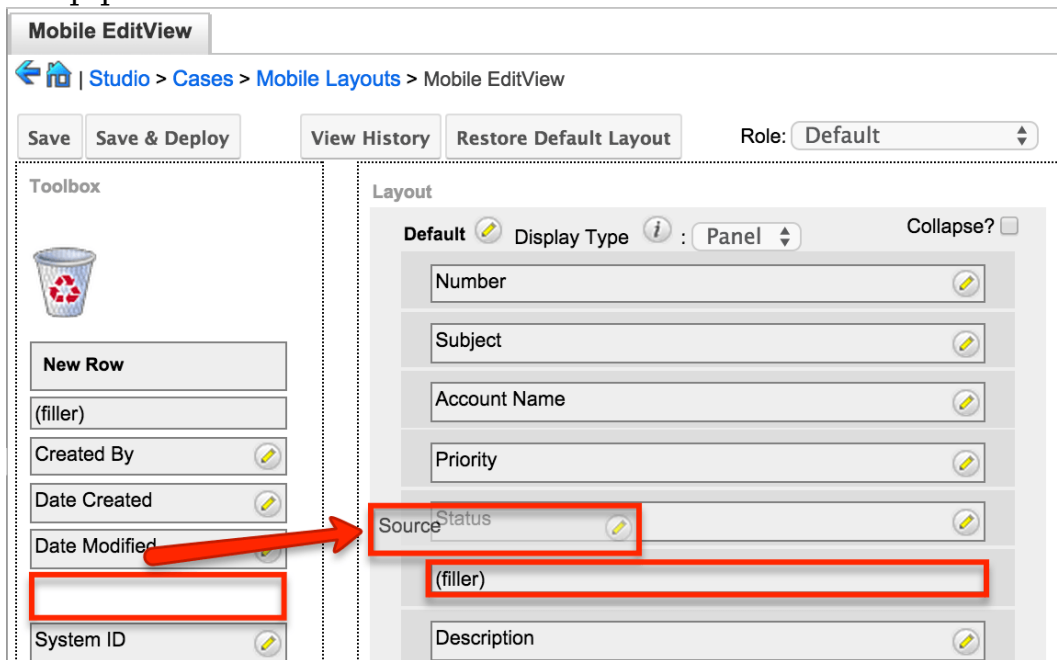 Mobile EditView
| Studio > Cases > Mobile Layouts > Mobile EditView
Save Save & Deploy View History Restore Default Layout Role: Default
Toolbox
Layout
Default Display Type i : Panel Collapse?
Number
Subject
New Row
Account Name
(filler)
Created By
Priority
Date Created
Source Status
Date Modified
(filler)
System ID
Description